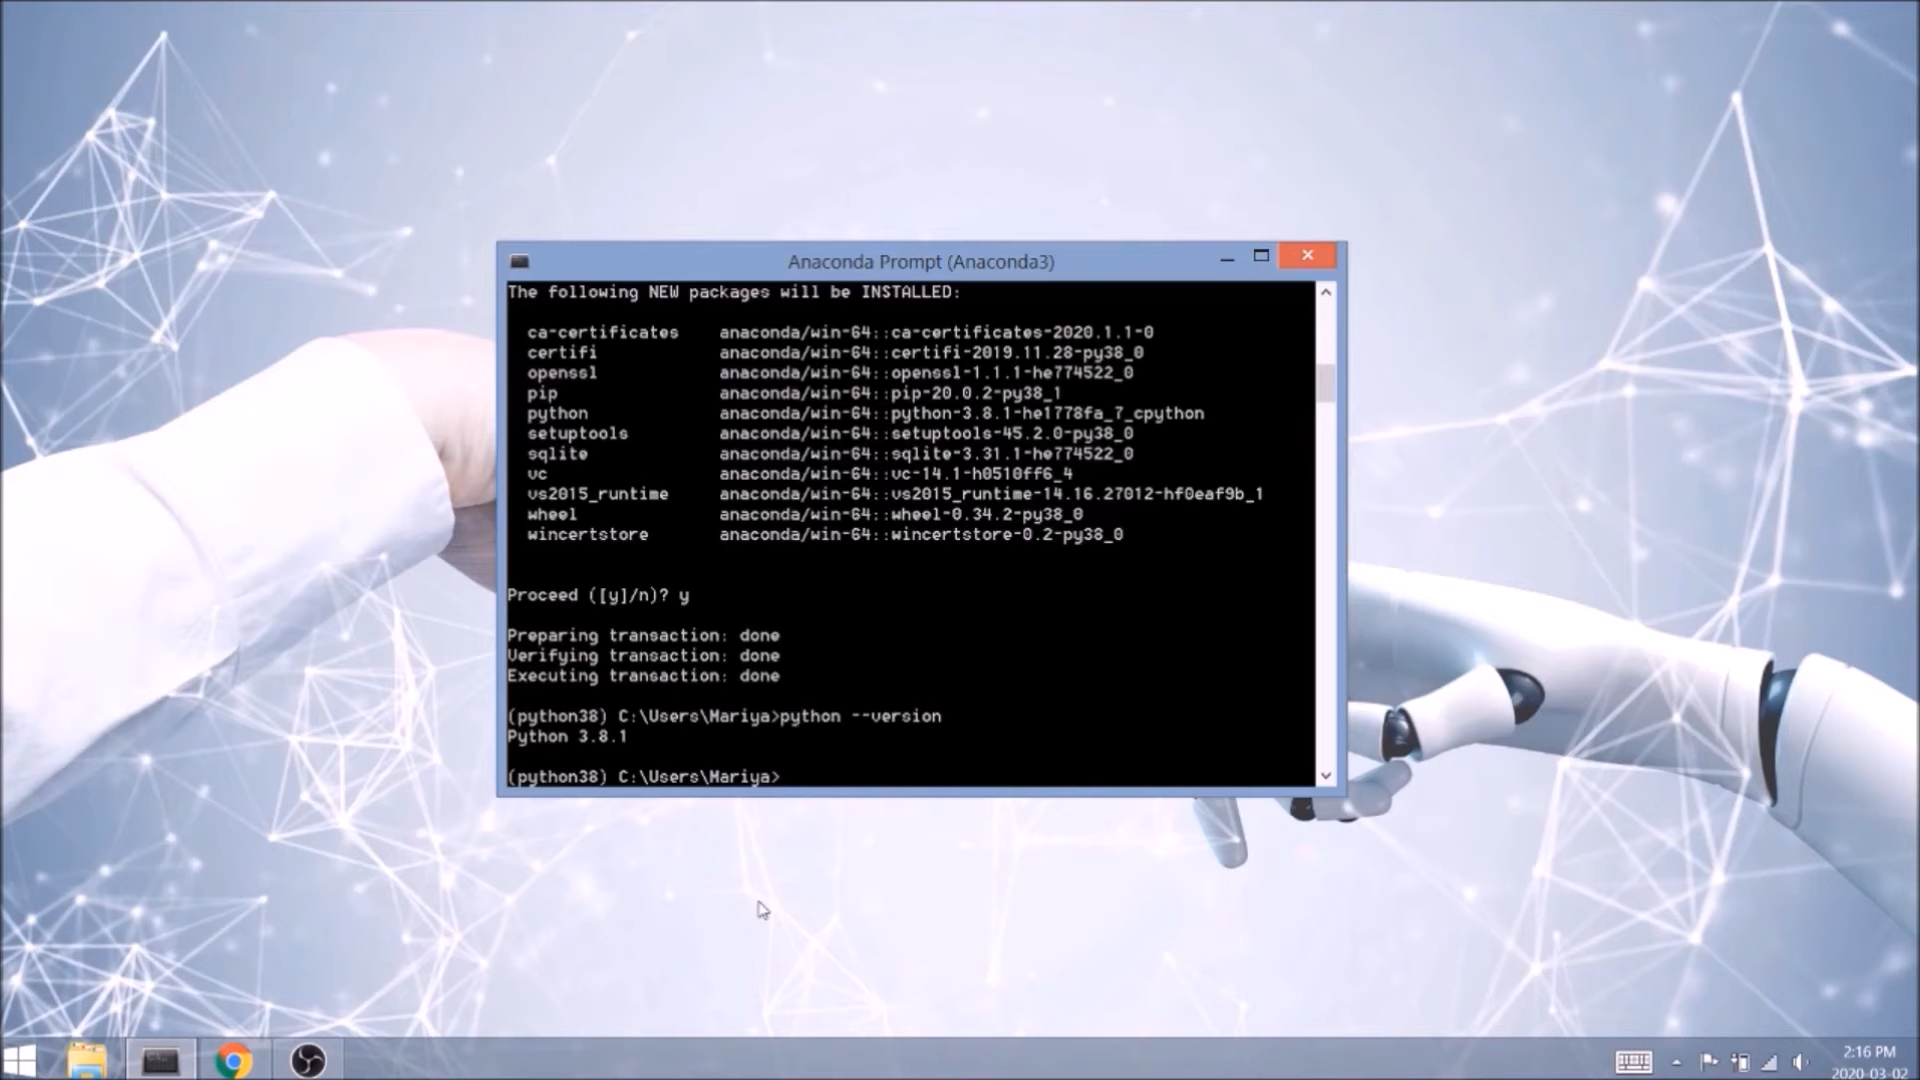 Anaconda Prompt (Anaconda3)
The following NEW packages will be INSTALLED:
ca-certificates anaconda/win-64::ca-certificates-2020.1.1-0
certifi anaconda/win-64::certifi-2019.11.28-py38_0
openssl anaconda/win-64::openssl-1.1.1-he774522_0
pip anaconda/win-64::pip-20.0.2-py38_1
python anaconda/win-64::python-3.8.1-he1778fa_7_cpython
setuptools anaconda/win-64::setuptools-45.2.0-py38_0
sqlite anaconda/win-64::sqlite-3.31.1-he774522_0
vc anaconda/win-64::vc-14.1-h0510ff6_4
vs2015_runtime anaconda/win-64::vs2015_runtime-14.16.27012-hf0eaf9b_1
wheel anaconda/win-64::wheel-0.34.2-py38_0
wincertstore anaconda/win-64::wincertstore-0.2-py38_0
Proceed ([y]/n)? y
Preparing transaction: done
Verifying transaction: done
Executing transaction: done
(python38) C:\Users\Mariya>python --version
Python 3.8.1
(python38) C:\Users\Mariya>
2:16 PM
2020-03-02